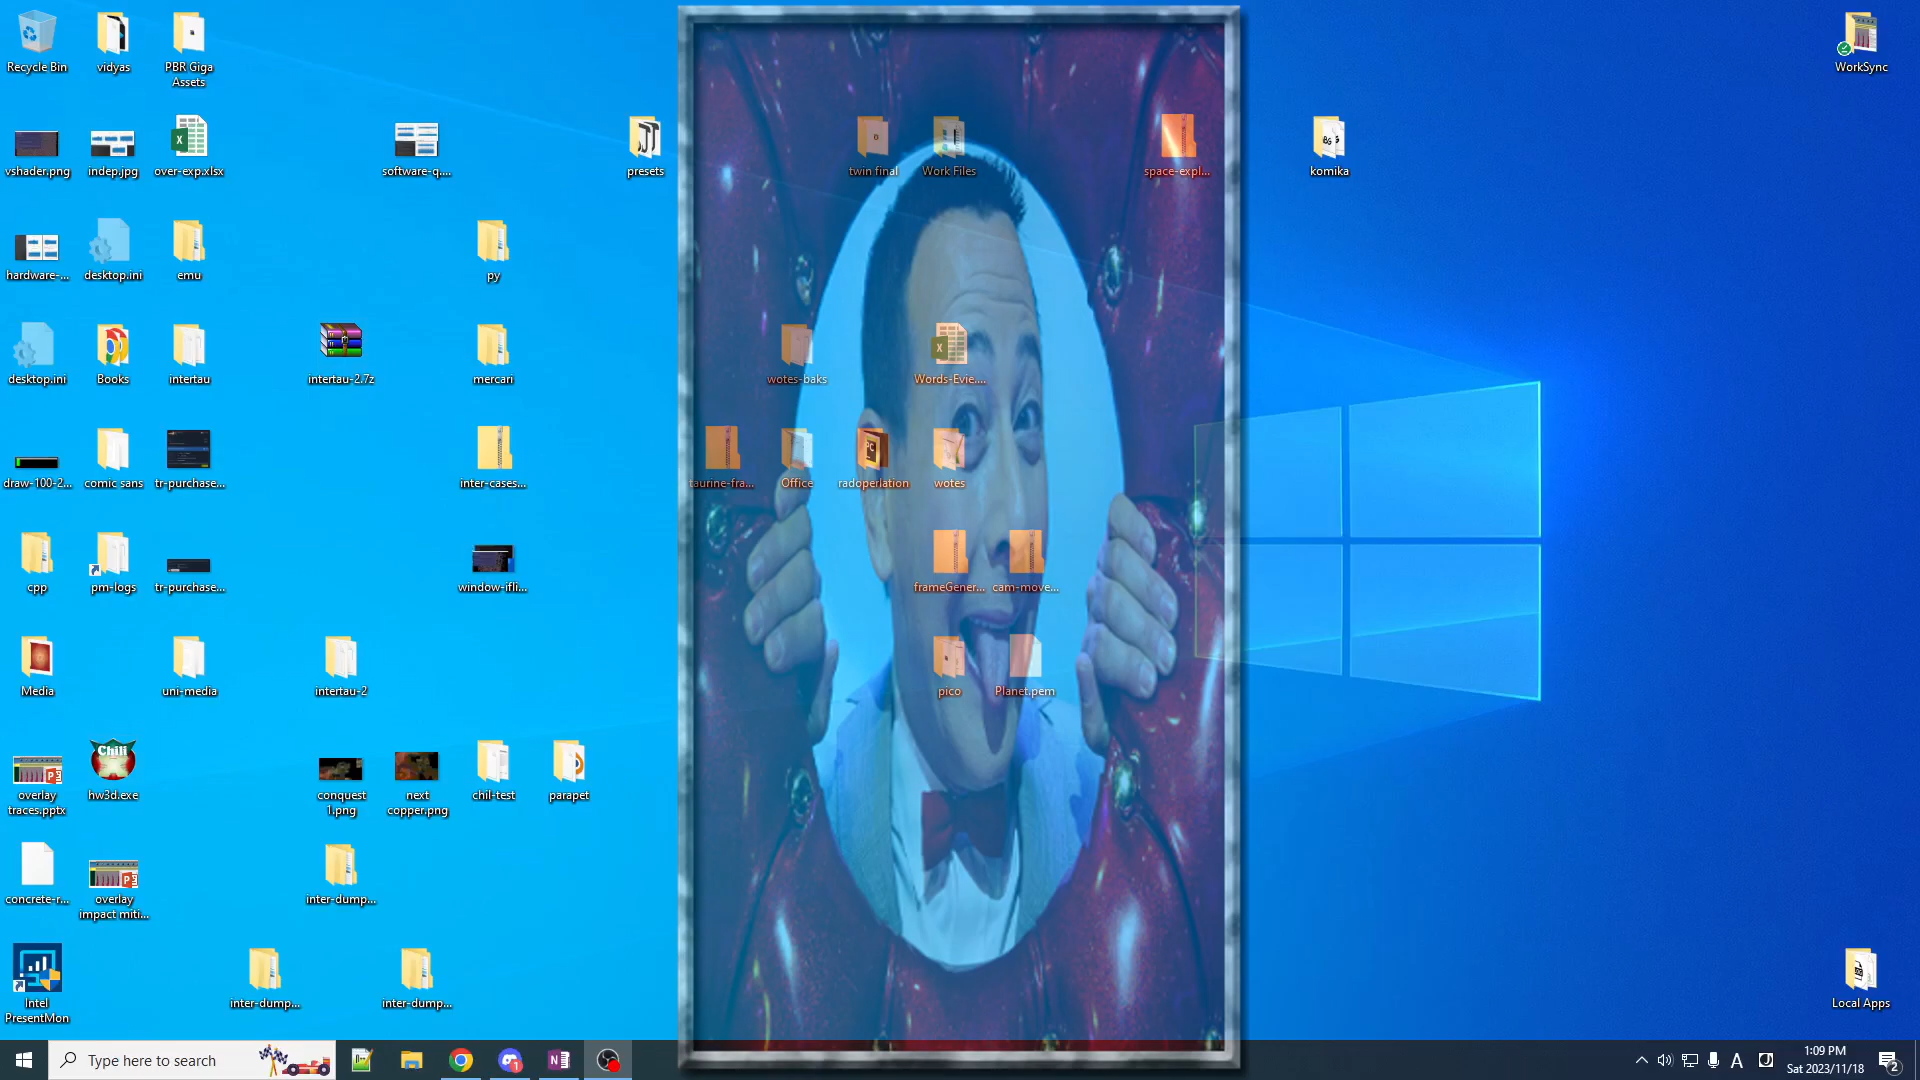 Recycle Bin
vidyas
PBR Giga
Assets
WorkSync
vshader.png
indep.jpg
over-exp.xlsx
software-q....
presets
twin final
Work Files
space-expl...
komika
hardware-...
desktop.ini
emu
py
desktop.ini
Books
intertau
intertau-2.7z
mercari
wotes-baks
Words-Evie....
draw-100-2...
comic sans
tr-purchase...
inter-cases...
taurine-fra...
Office
radoperlation
wotes
cpp
pm-logs
tr-purchase...
window-ifli...
frameGener...
cam-move...
Media
uni-media
intertau-2
pico
Planet.pem
Chili
overlay
traces.pptx
hw3d.exe
conquest
1.png
next
copper.png
chil-test
parapet
concrete-r...
overlay
impact miti...
inter-dump...
Intel
PresentMon
inter-dump...
inter-dump...
Local Apps
Type here to search
1
A
J
1:09 PM
Sat 2023/11/18
2